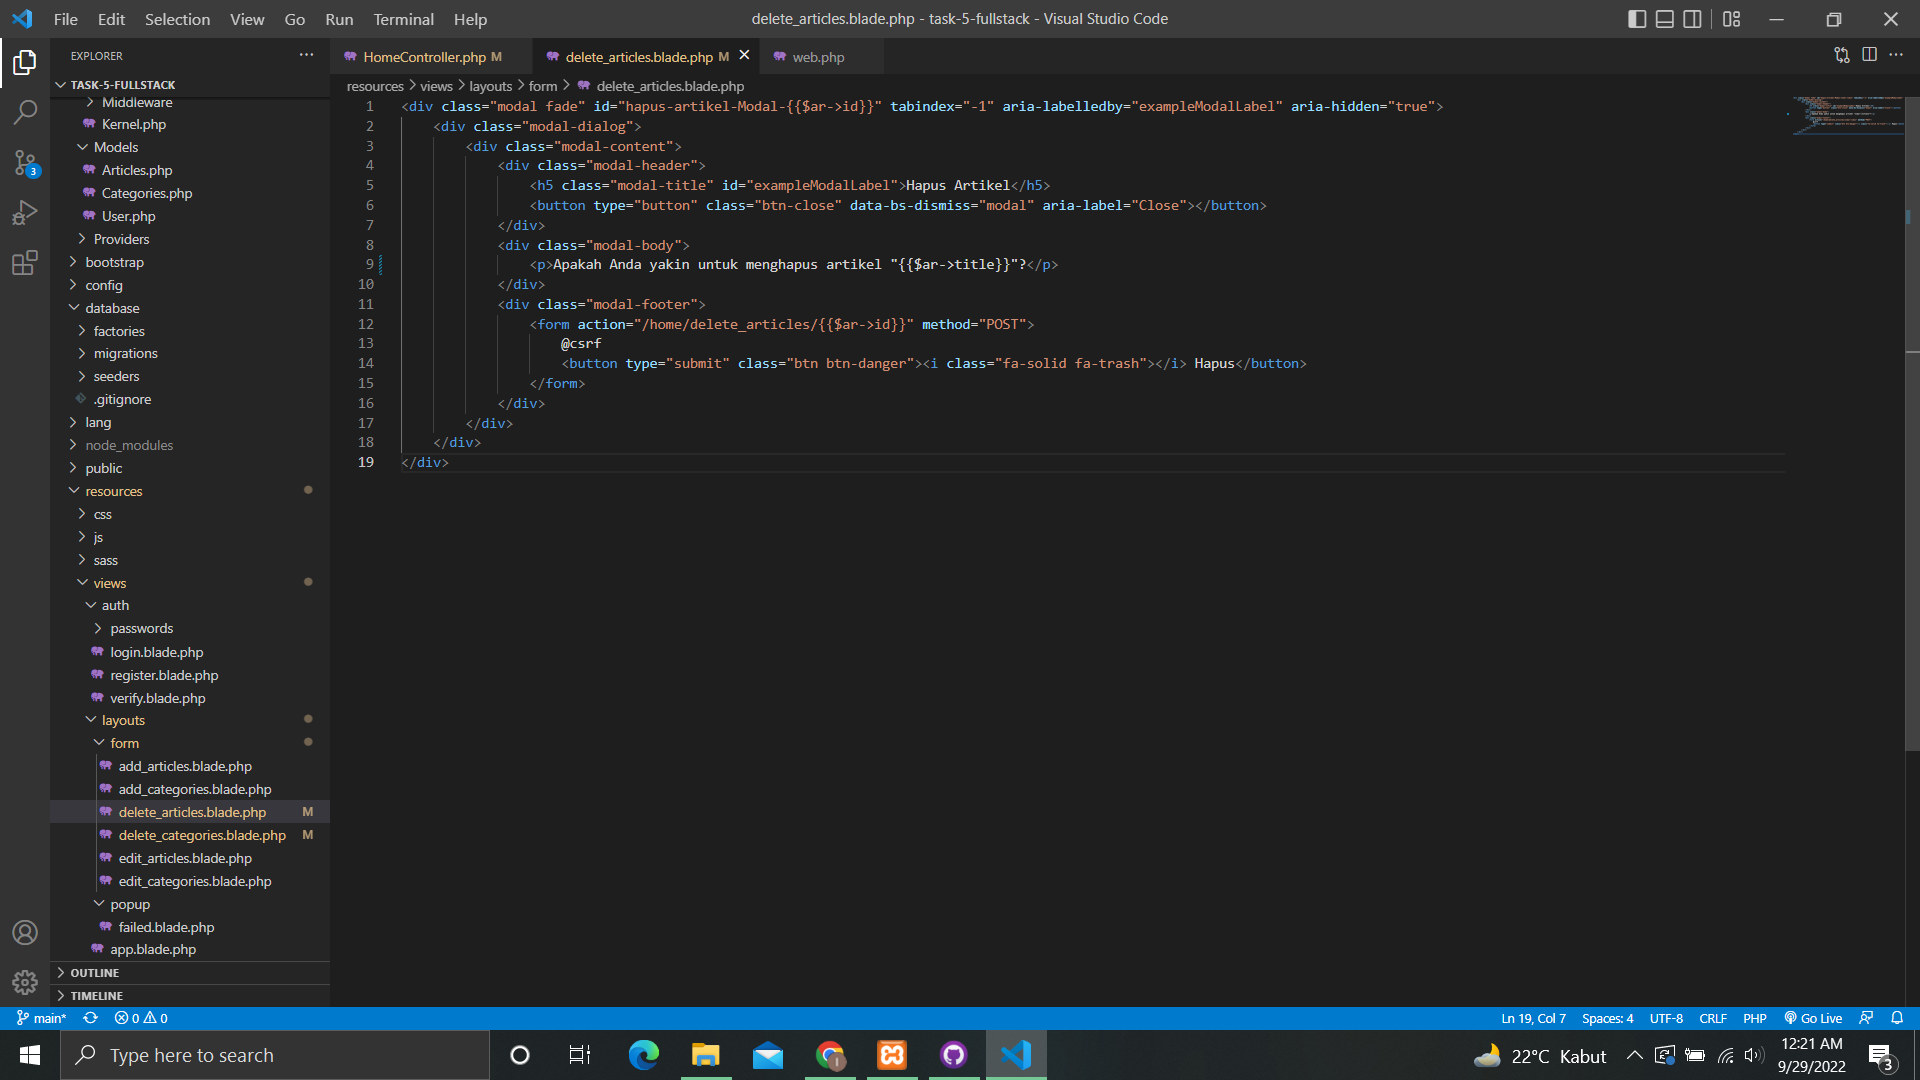 File Edit Selection View Go Run Terminal Help
delete_articles.blade.php - task-5-fullstack - Visual Studio Code
EXPLORER
TASK-5-FULLSTACK
Middleware
Kernel.php
Models
Articles.php
Categories.php
User.php
Providers
bootstrap
config
database
factories
migrations
seeders
.gitignore
lang
node_modules
public
resources
css
js
sass
views
auth
passwords
login.blade.php
register.blade.php
verify.blade.php
layouts
form
add_articles.blade.php
add_categories.blade.php
delete_articles.blade.php M
delete_categories.blade.php M
edit_articles.blade.php
edit_categories.blade.php
popup
failed.blade.php
app.blade.php
OUTLINE
TIMELINE
3
HomeController.php M
delete_articles.blade.php M
web.php
resources > views > layouts > form > delete_articles.blade.php
1 <div class="modal fade" id="hapus-artikel-Modal-{{$ar->id}}" tabindex="-1" aria-labelledby="exampleModalLabel" aria-hidden="true">
2 <div class="modal-dialog">
3 <div class="modal-content">
4 <div class="modal-header">
5 <h5 class="modal-title" id="exampleModalLabel">Hapus Artikel</h5>
6 <button type="button" class="btn-close" data-bs-dismiss="modal" aria-label="Close"></button>
7 </div>
8 <div class="modal-body">
9 <p>Apakah Anda yakin untuk menghapus artikel "{{$ar->title}}"?</p>
10 </div>
11 <div class="modal-footer">
12 <form action="/home/delete_articles/{{$ar->id}}" method="POST">
13 @csrf
14 <button type="submit" class="btn btn-danger"><i class="fa-solid fa-trash"></i> Hapus</button>
15 </form>
16 </div>
17 </div>
18 </div>
19 </div>
main* 0 0
Ln 19, Col 7 Spaces: 4 UTF-8 CRLF PHP Go Live
Type here to search
22°C Kabut
12:21 AM
9/29/2022
3